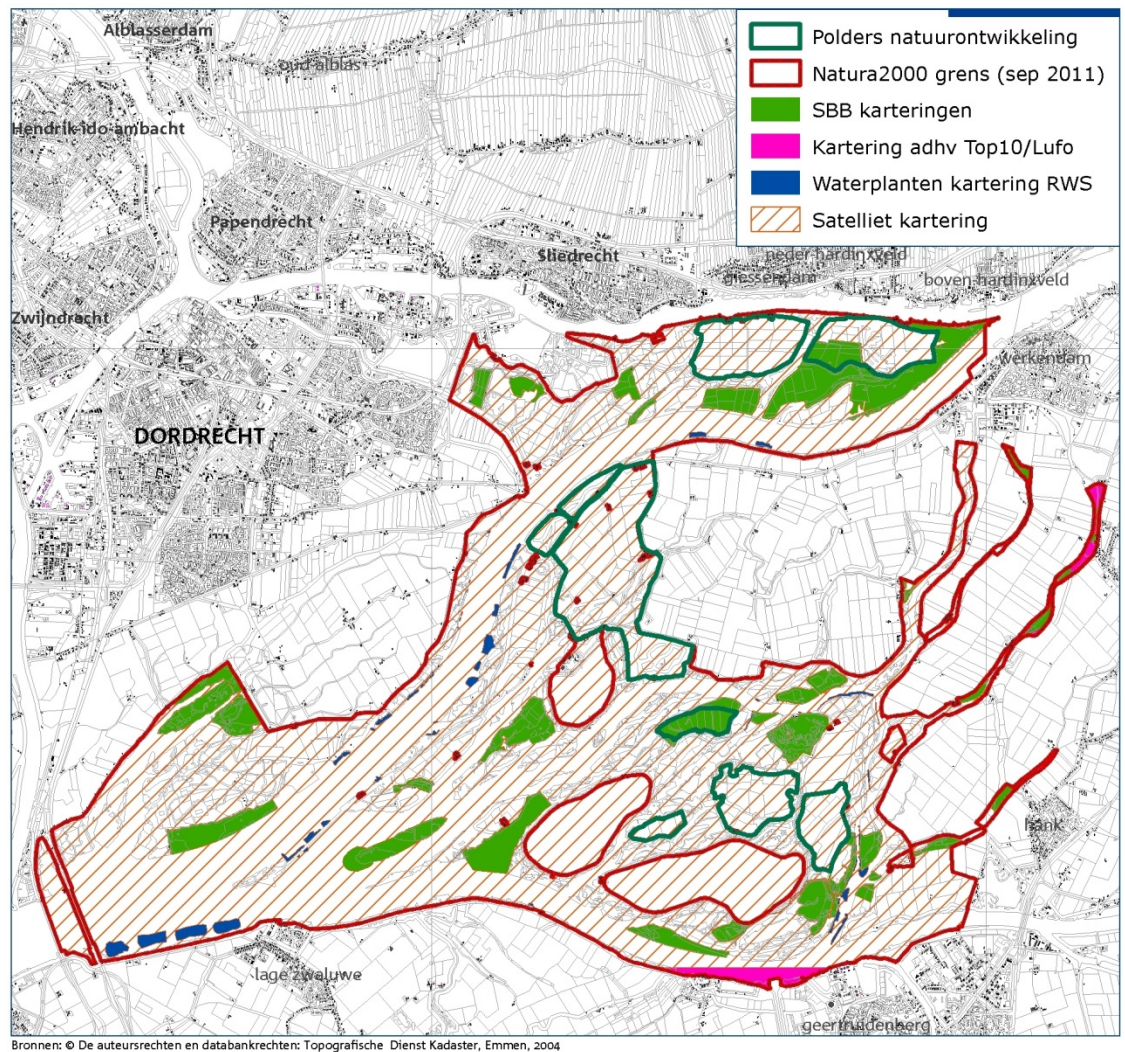 Polders natuurontwikkeling
Natura2000 grens (sep 2011)
SBB karteringen
Kartering adhv Top10/Lufo
Waterplanten kartering RWS
Satelliet kartering
Alblasserdam
oud-alblas
Hendrik-ido-ambacht
Papendrecht
Sliedrecht
neder-hardinxveld
giessendam
boven-hardinxveld
Zwijndrecht
werkendam
DORDRECHT
hank
lage zwaluwe
geertruidenberg
Bronnen: © De auteursrechten en databankrechten: Topografische Dienst Kadaster, Emmen, 2004